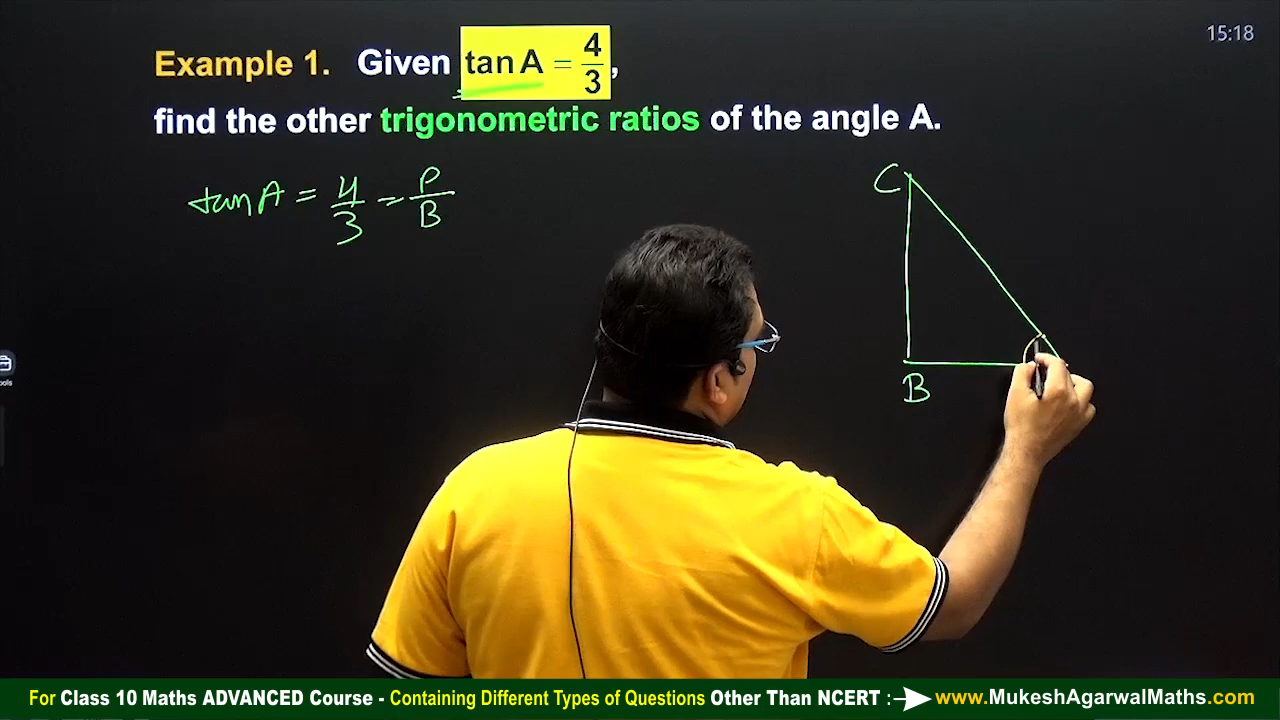 15:18
Example 1. Given tan A = 4/3,
find the other trigonometric ratios of the angle A.
tan A = 4/3 = P/B
C
B
ools
For Class 10 Maths ADVANCED Course - Containing Different Types of Questions Other Than NCERT :- www.MukeshAgarwalMaths.com